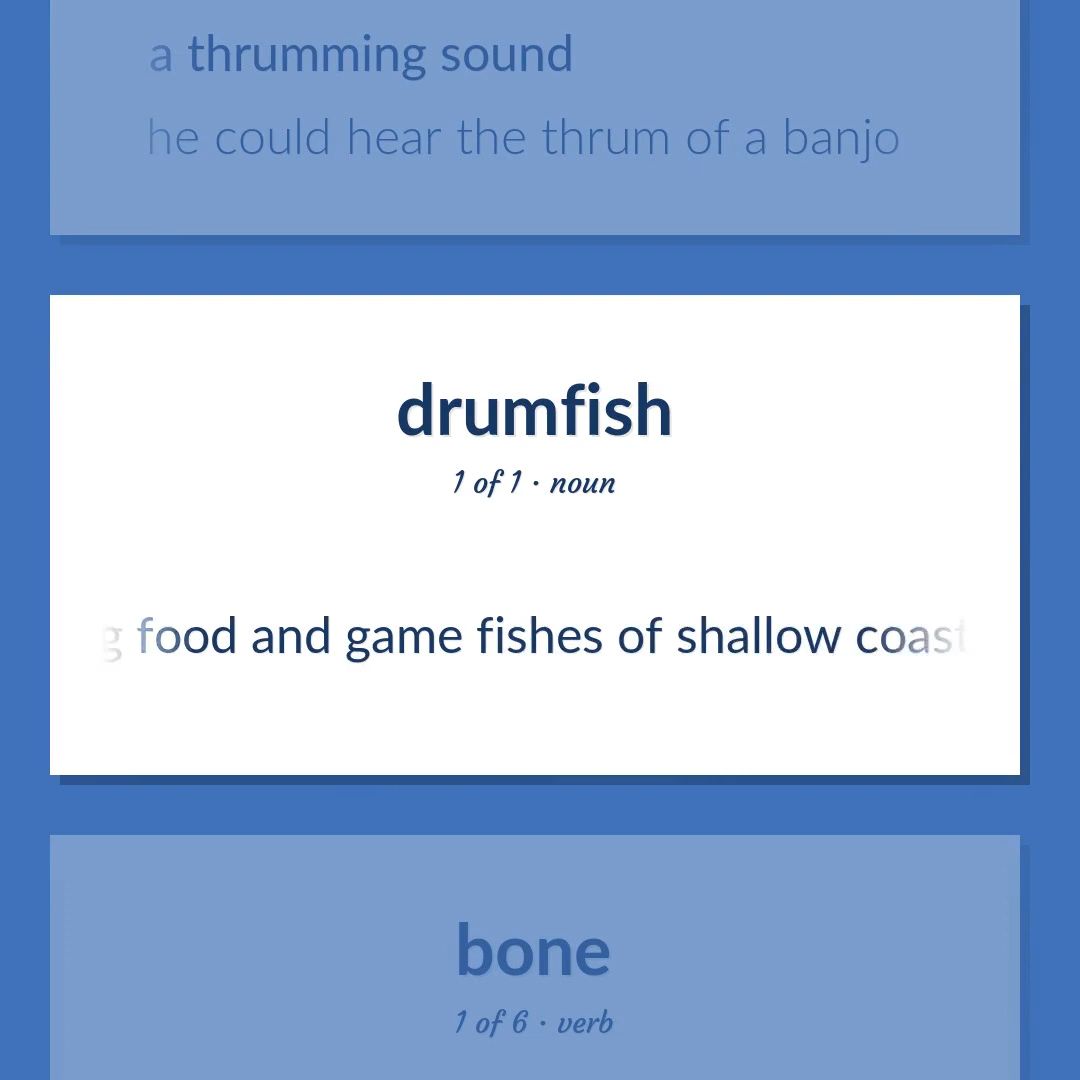 a thrumming sound
he could hear the thrum of a banjo
drumfish
1 of 1 · noun
g food and game fishes of shallow coast
bone
1 of 6 · verb